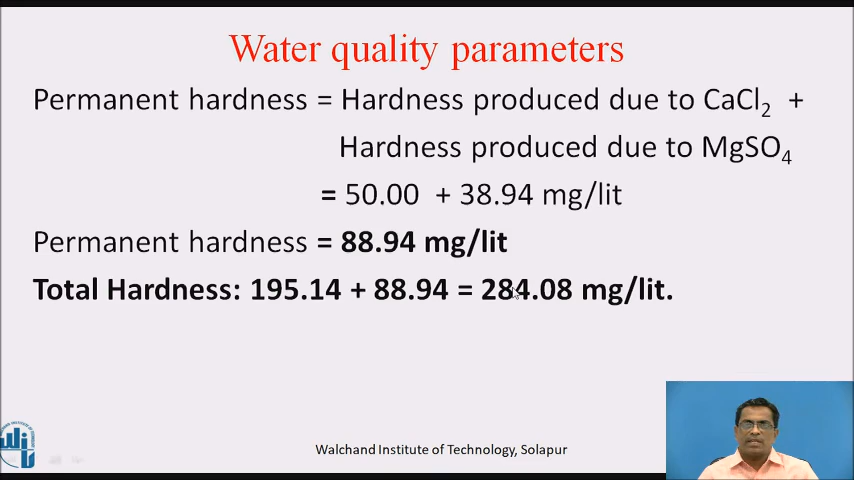 Water quality parameters
Permanent hardness = Hardness produced due to CaCl₂ +
Hardness produced due to MgSO₄
= 50.00 + 38.94 mg/lit
Permanent hardness = 88.94 mg/lit
Total Hardness: 195.14 + 88.94 = 284.08 mg/lit.
Walchand Institute of Technology, Solapur